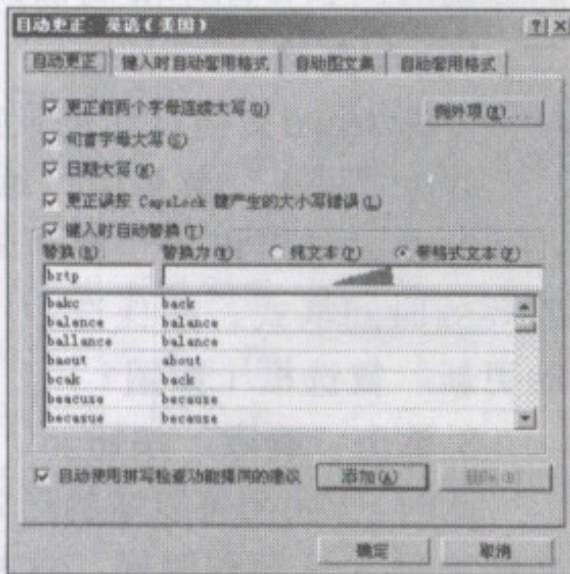 自动更正: 英语(美国)
自动更正 键入时自动套用格式 自动图文集 自动套用格式
更正前两个字母连续大写(Q) 例外项(E)...
句首字母大写(S)
日期大写(N)
更正误按 CapsLock 键产生的大小写错误(L)
键入时自动替换(T)
替换(R) 替换为(W) 纯文本(P) 带格式文本(F)
bztp
bakc back
balence balance
ballance balance
baout about
bcak back
beacuse because
becasue because
自动使用拼写检查功能提供的建议 添加(A) 删除(D)
确定 取消